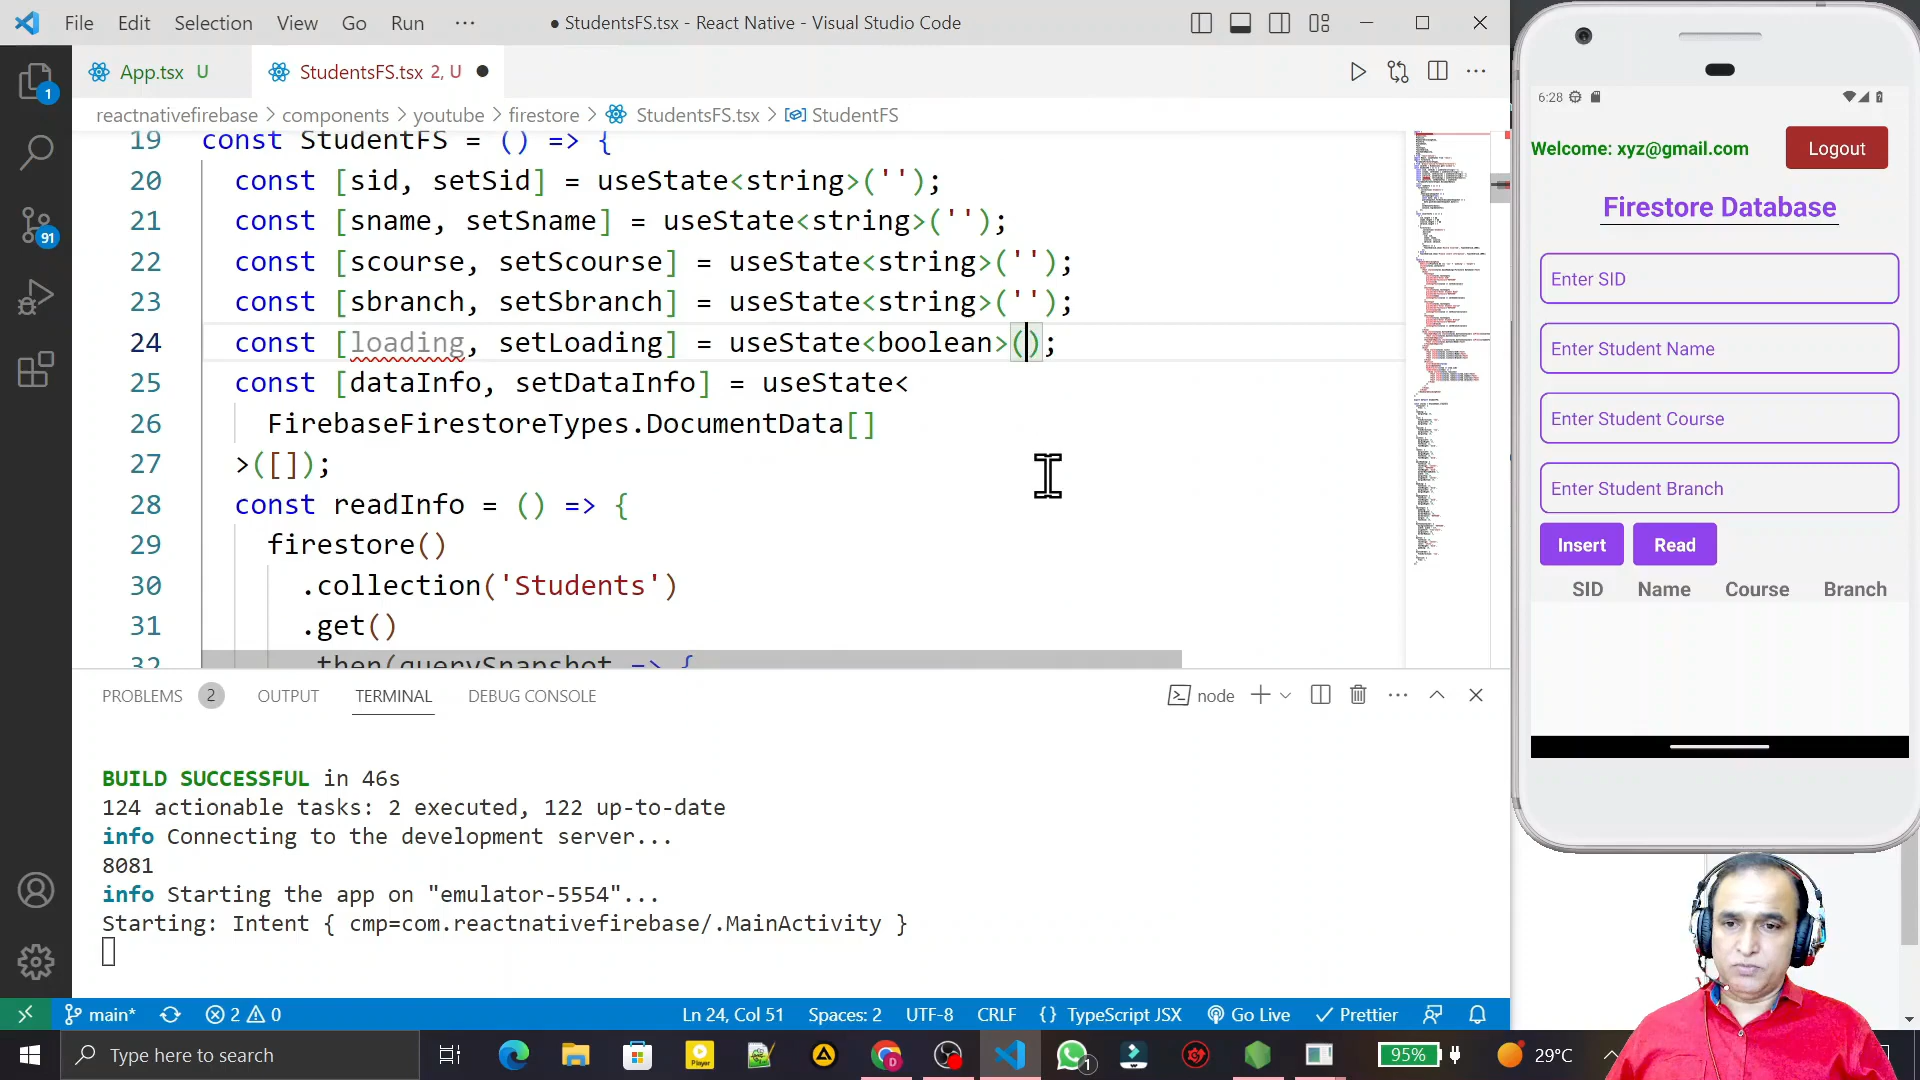 File Edit Selection View Go Run ··· ● StudentsFS.tsx - React Native - Visual Studio Code
App.tsx U StudentsFS.tsx 2, U
reactnativefirebase > components > youtube > firestore > StudentsFS.tsx > StudentFS
19 const StudentFS = () => {
20 const [sid, setSid] = useState<string>('');
21 const [sname, setSname] = useState<string>('');
22 const [scourse, setScourse] = useState<string>('');
23 const [sbranch, setSbranch] = useState<string>('');
24 const [loading, setLoading] = useState<boolean>();
25 const [dataInfo, setDataInfo] = useState<
26 FirebaseFirestoreTypes.DocumentData[]
27 >([]);
28 const readInfo = () => {
29 firestore()
30 .collection('Students')
31 .get()
32 .then(querySnapshot => {
PROBLEMS 2 OUTPUT TERMINAL DEBUG CONSOLE node
BUILD SUCCESSFUL in 46s
124 actionable tasks: 2 executed, 122 up-to-date
info Connecting to the development server...
8081
info Starting the app on "emulator-5554"...
Starting: Intent { cmp=com.reactnativefirebase/.MainActivity }
1
91
main* 2 0 Ln 24, Col 51 Spaces: 2 UTF-8 CRLF {} TypeScript JSX Go Live Prettier
Type here to search Player D 1 95% 29°C
6:28
Welcome: xyz@gmail.com Logout
Firestore Database
Enter SID
Enter Student Name
Enter Student Course
Enter Student Branch
Insert Read
SID Name Course Branch